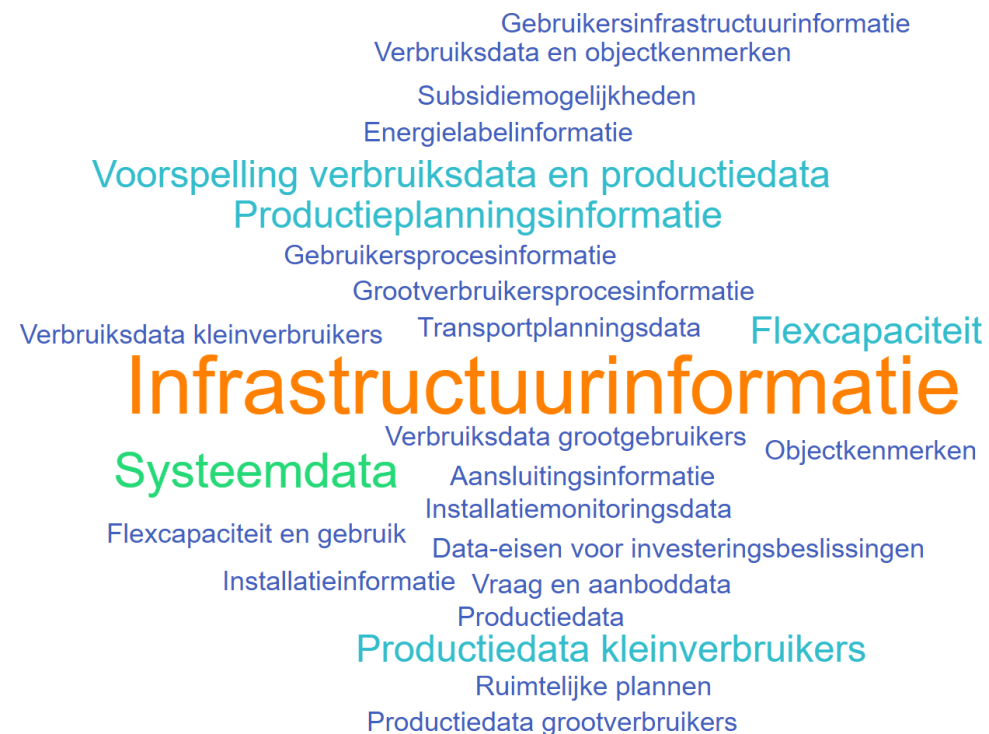 Gebruikersinfrastructuurinformatie
Verbruiksdata en objectkenmerken
Subsidiemogelijkheden
Energielabelinformatie
Voorspelling verbruiksdata en productiedata
Productieplanningsinformatie
Gebruikersprocesinformatie
Grootverbruikersprocesinformatie
Verbruiksdata kleinverbruikers
Transportplanningsdata
Flexcapaciteit
Infrastructuurinformatie
Verbruiksdata grootgebruikers
Objectkenmerken
Systeemdata
Aansluitingsinformatie
Installatiemonitoringsdata
Flexcapaciteit en gebruik
Data-eisen voor investeringsbeslissingen
Installatieinformatie
Vraag en aanboddata
Productiedata
Productiedata kleinverbruikers
Ruimtelijke plannen
Productiedata grootverbruikers